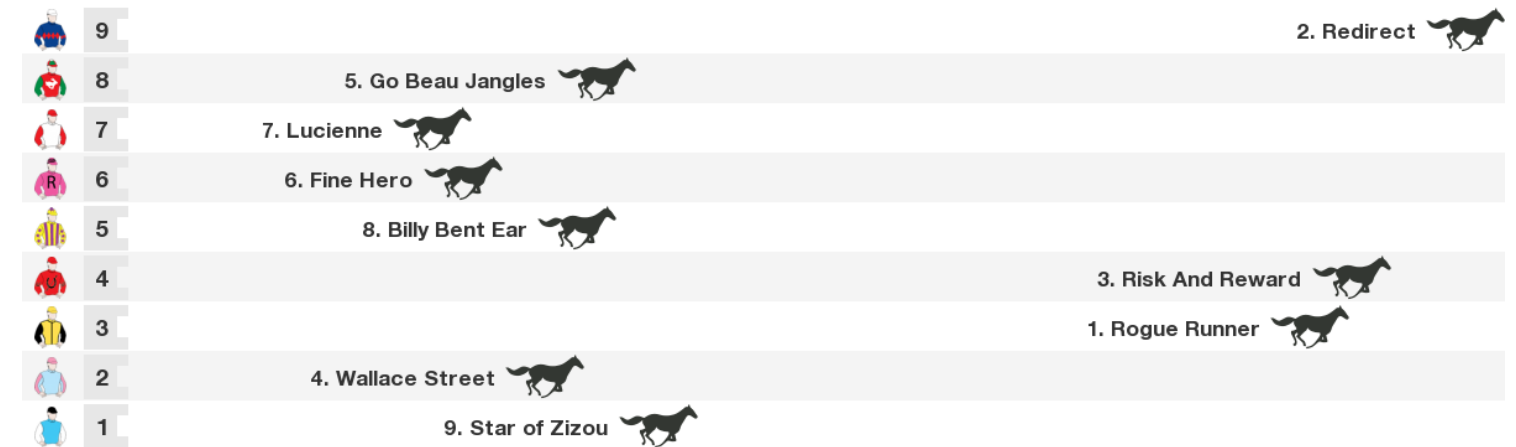 9 2. Redirect
8 5. Go Beau Jangles
7 7. Lucienne
R 6 6. Fine Hero
5 8. Billy Bent Ear
4 3. Risk And Reward
3 1. Rogue Runner
2 4. Wallace Street
1 9. Star of Zizou